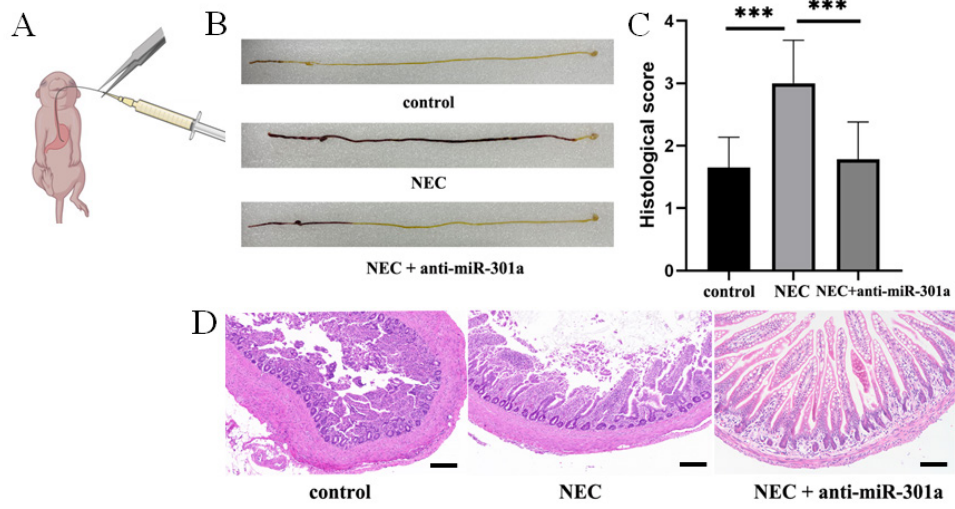 A
B
control
NEC
NEC + anti-miR-301a
C
Histological score
4
3
2
1
0
***
***
control
NEC
NEC+anti-miR-301a
D
control
NEC
NEC + anti-miR-301a